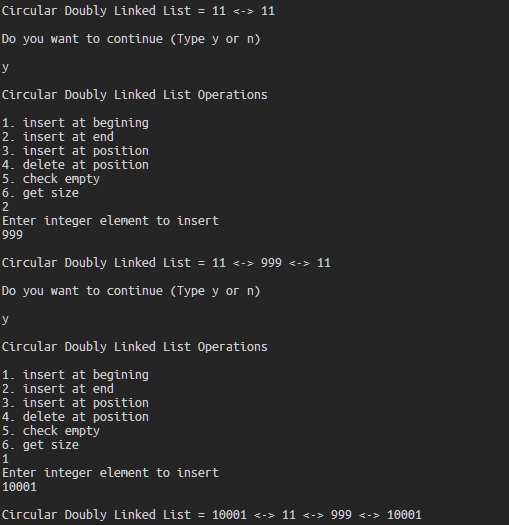 Circular Doubly Linked List = 11 <-> 11
Do you want to continue (Type y or n)
y
Circular Doubly Linked List Operations
1. insert at begining
2. insert at end
3. insert at position
4. delete at position
5. check empty
6. get size
2
Enter integer element to insert
999
Circular Doubly Linked List = 11 <-> 999 <-> 11
Do you want to continue (Type y or n)
y
Circular Doubly Linked List Operations
1. insert at begining
2. insert at end
3. insert at position
4. delete at position
5. check empty
6. get size
1
Enter integer element to insert
10001
Circular Doubly Linked List = 10001 <-> 11 <-> 999 <-> 10001